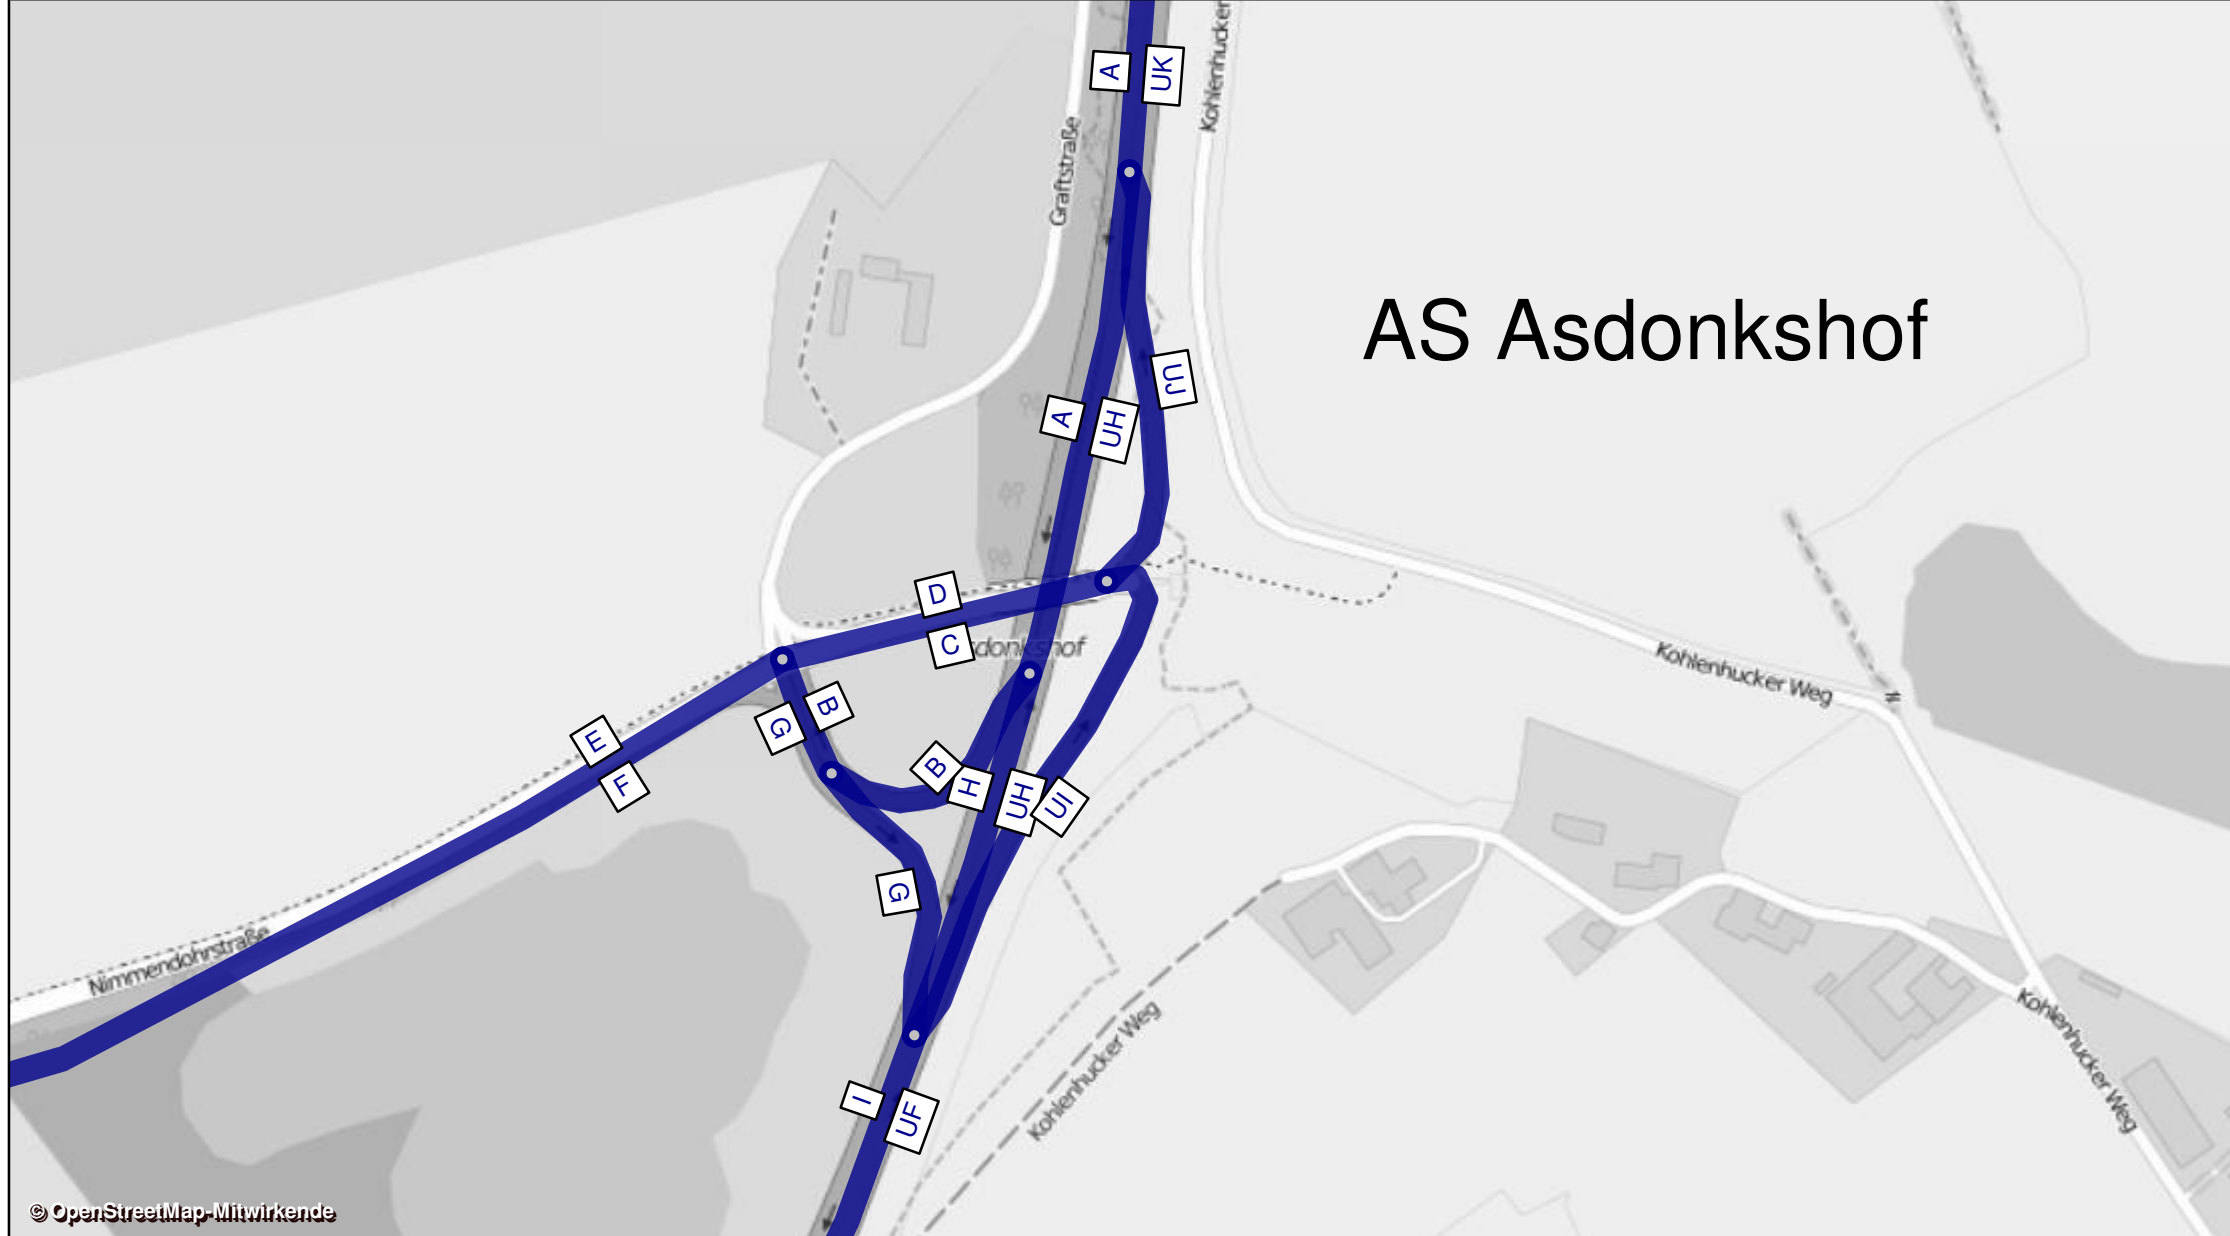 A
UK
Kohlenhucker
Graftstraße
AS Asdonkshof
UJ
A
UH
D
C
sdonkshof
Kohlenhucker Weg
B
G
E
F
B
H
UH
UI
G
Nimmendohrstraße
Kohlenhucker Weg
Kohlenhucker Weg
I
UF
© OpenStreetMap-Mitwirkende